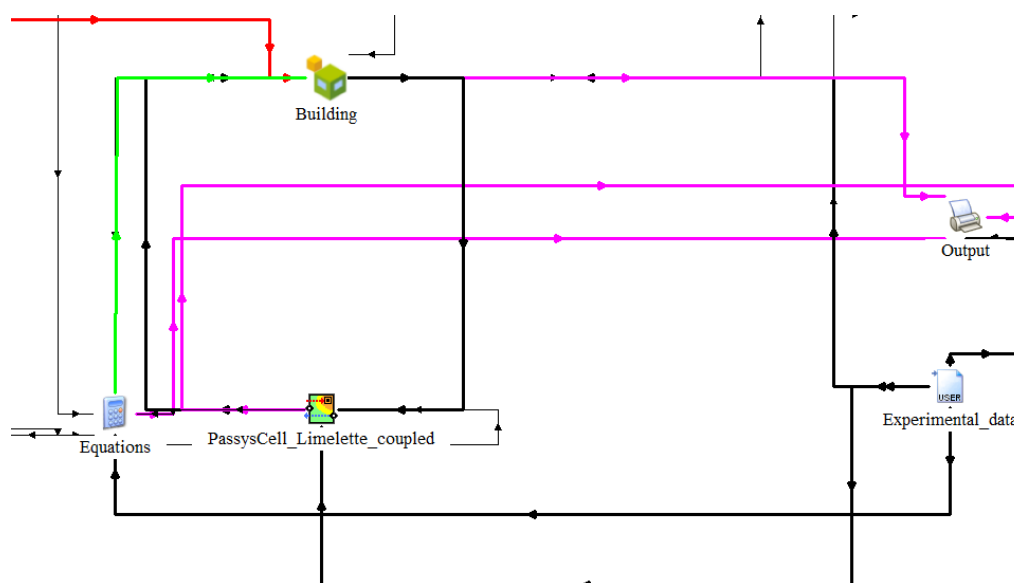 Building
Output
USER
Experimental_data
Equations
PassysCell_Limelette_coupled